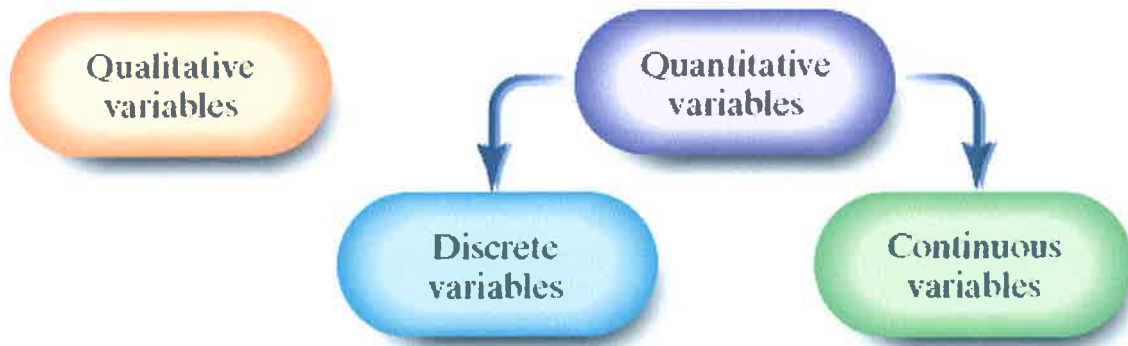 Qualitative
variables
Quantitative
variables
Discrete
variables
Continuous
variables